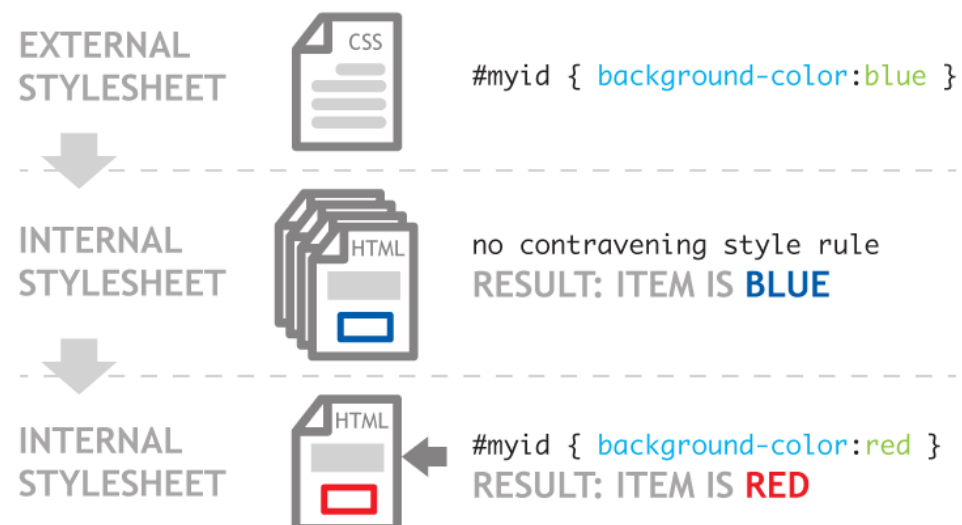 EXTERNAL
STYLESHEET
CSS
#myid { background-color:blue }
INTERNAL
STYLESHEET
HTML
no contravening style rule
RESULT: ITEM IS BLUE
INTERNAL
STYLESHEET
HTML
#myid { background-color:red }
RESULT: ITEM IS RED